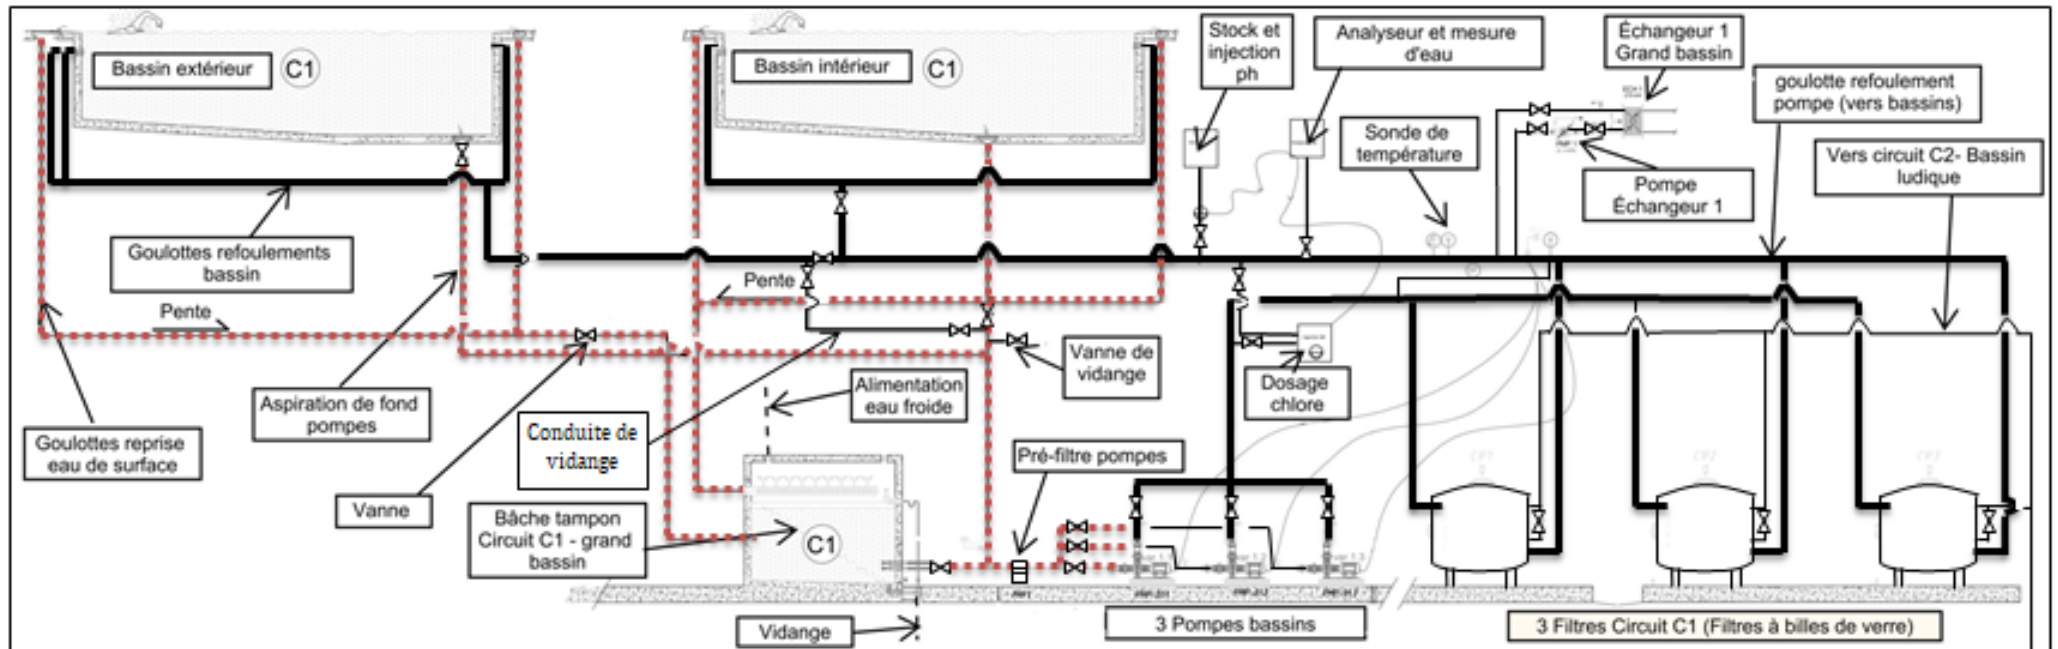 Bassin extérieur
C1
Bassin intérieur
C1
Stock et
injection
ph
Analyseur et mesure
d'eau
Échangeur 1
Grand bassin
goulotte refoulement
pompe (vers bassins)
Sonde de
température
Vers circuit C2- Bassin
ludique
Pompe
Échangeur 1
Goulottes refoulements
bassin
Pente
Pente
Vanne de
vidange
Dosage
chlore
Alimentation
eau froide
Aspiration de fond
pompes
Conduite de
vidange
Goulottes reprise
eau de surface
Pré-filtre pompes
Vanne
Bâche tampon
Circuit C1 - grand
bassin
C1
Vidange
3 Pompes bassins
3 Filtres Circuit C1 (Filtres à billes de verre)